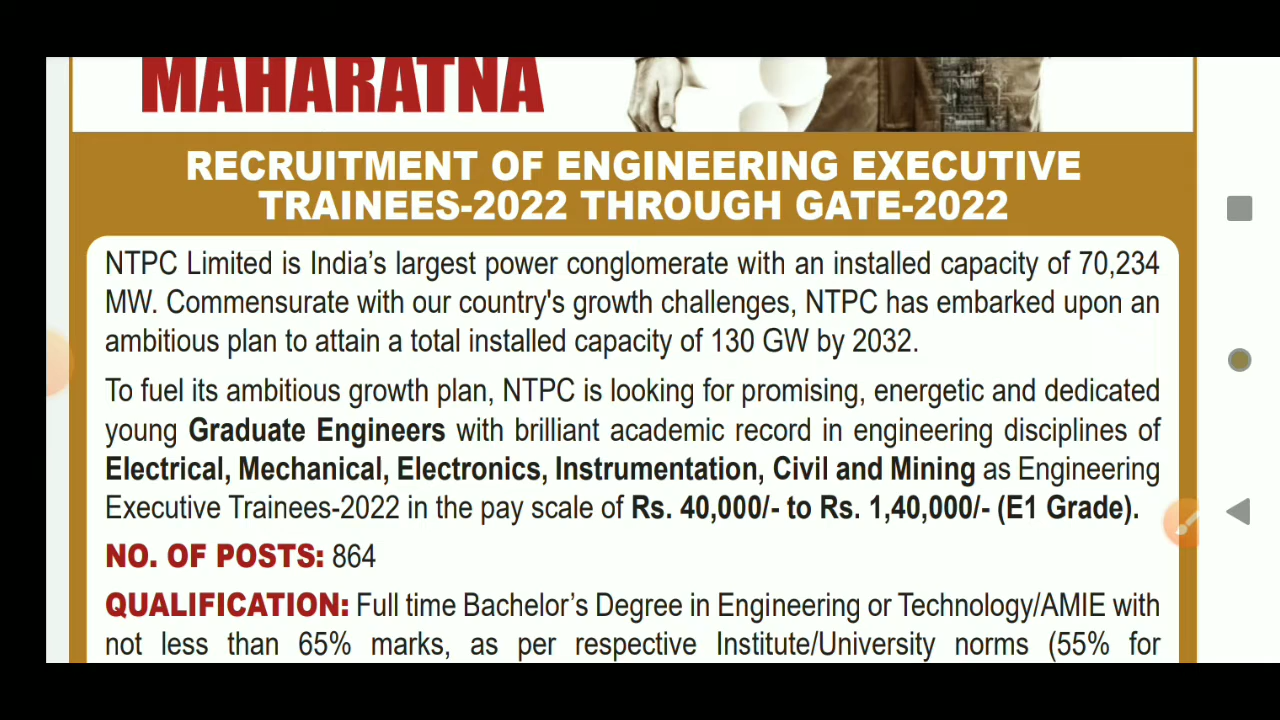 MAHARATNA
RECRUITMENT OF ENGINEERING EXECUTIVE
TRAINEES-2022 THROUGH GATE-2022
NTPC Limited is India’s largest power conglomerate with an installed capacity of 70,234
MW. Commensurate with our country's growth challenges, NTPC has embarked upon an
ambitious plan to attain a total installed capacity of 130 GW by 2032.
To fuel its ambitious growth plan, NTPC is looking for promising, energetic and dedicated
young Graduate Engineers with brilliant academic record in engineering disciplines of
Electrical, Mechanical, Electronics, Instrumentation, Civil and Mining as Engineering
Executive Trainees-2022 in the pay scale of Rs. 40,000/- to Rs. 1,40,000/- (E1 Grade).
NO. OF POSTS: 864
QUALIFICATION: Full time Bachelor’s Degree in Engineering or Technology/AMIE with
not less than 65% marks, as per respective Institute/University norms (55% for